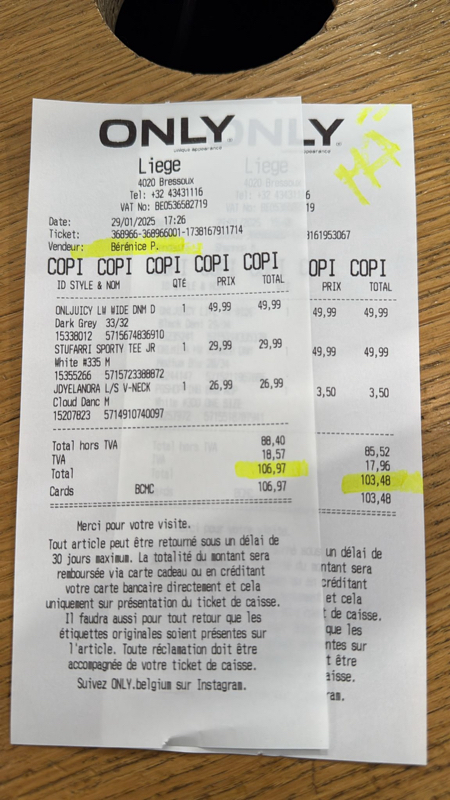 ONLY
Liege
4020 Bressoux
Tel: +32 43431116
VAT No: BE0536582719
Date: 29/01/2025 17:26
Ticket: 368966-368966001-1738167911714
Vendeur: Bérénice P.
COPI COPI COPI COPI COPI
ID STYLE & NOM QTÉ PRIX TOTAL
ONLJUICY LW WIDE DNM D 1 49,99 49,99
Dark Grey 33/32
15338012 5715674836910
STUFARRI SPORTY TEE JR 1 29,99 29,99
White #335 M
15355266 5715723388872
JDYELANORA L/S V-NECK 1 26,99 26,99
Cloud Danc M
15207823 5714910740097
Total hors TVA 88,40
TVA 18,57
Total 106,97
Cards BCMC 106,97
Merci pour votre visite.
Tout article peut être retourné sous un délai de
30 jours maximum. La totalité du montant sera
remboursée via carte cadeau ou en créditant
votre carte bancaire directement et cela
uniquement sur présentation du ticket de caisse.
Il faudra aussi pour tout retour que les
étiquettes originales soient présentes sur
l'article. Toute réclamation doit être
accompagnée de votre ticket de caisse.
Suivez ONLY.belgium sur Instagram.
ONLY
6
19
8161953067
OPI COPI
PRIX TOTAL
49,99 49,99
49,99 49,99
3,50 3,50
85,52
17,96
103,48
103,48
un délai de
ntant sera
créditant
et cela
t de caisse.
que les
ntes sur
t être
aisse.
ram.